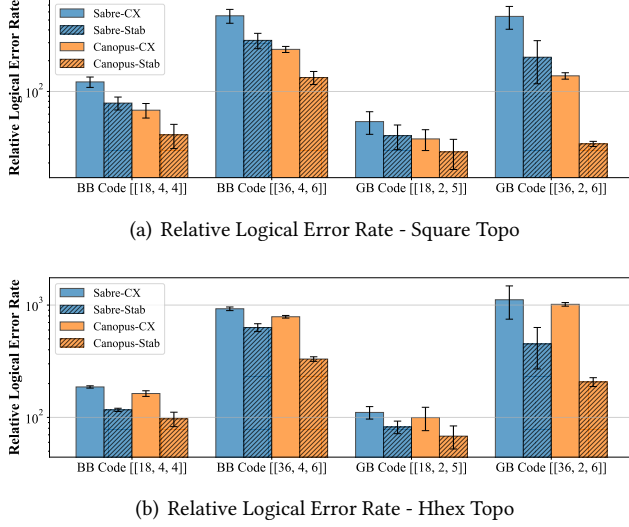 Relative Logical Error Rate
Sabre-CX
Sabre-Stab
Canopus-CX
Canopus-Stab
10²
BB Code [[18, 4, 4]]
BB Code [[36, 4, 6]]
GB Code [[18, 2, 5]]
GB Code [[36, 2, 6]]
(a) Relative Logical Error Rate - Square Topo
Relative Logical Error Rate
Sabre-CX
Sabre-Stab
Canopus-CX
Canopus-Stab
10³
10²
BB Code [[18, 4, 4]]
BB Code [[36, 4, 6]]
GB Code [[18, 2, 5]]
GB Code [[36, 2, 6]]
(b) Relative Logical Error Rate - Hhex Topo